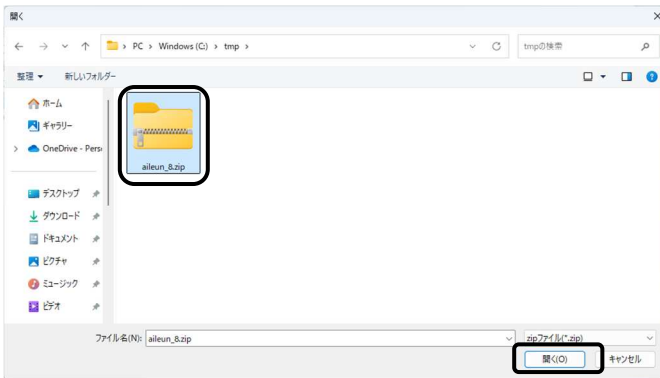 開く
PC > Windows (C:) > tmp >
tmpの検索
整理 新しいフォルダー
ホーム
ギャラリー
OneDrive - Pers
aileun_8.zip
デスクトップ
ダウンロード
ドキュメント
ピクチャ
ミュージック
ビデオ
ファイル名(N): aileun_8.zip
zipファイル(*.zip)
開く(O) キャンセル